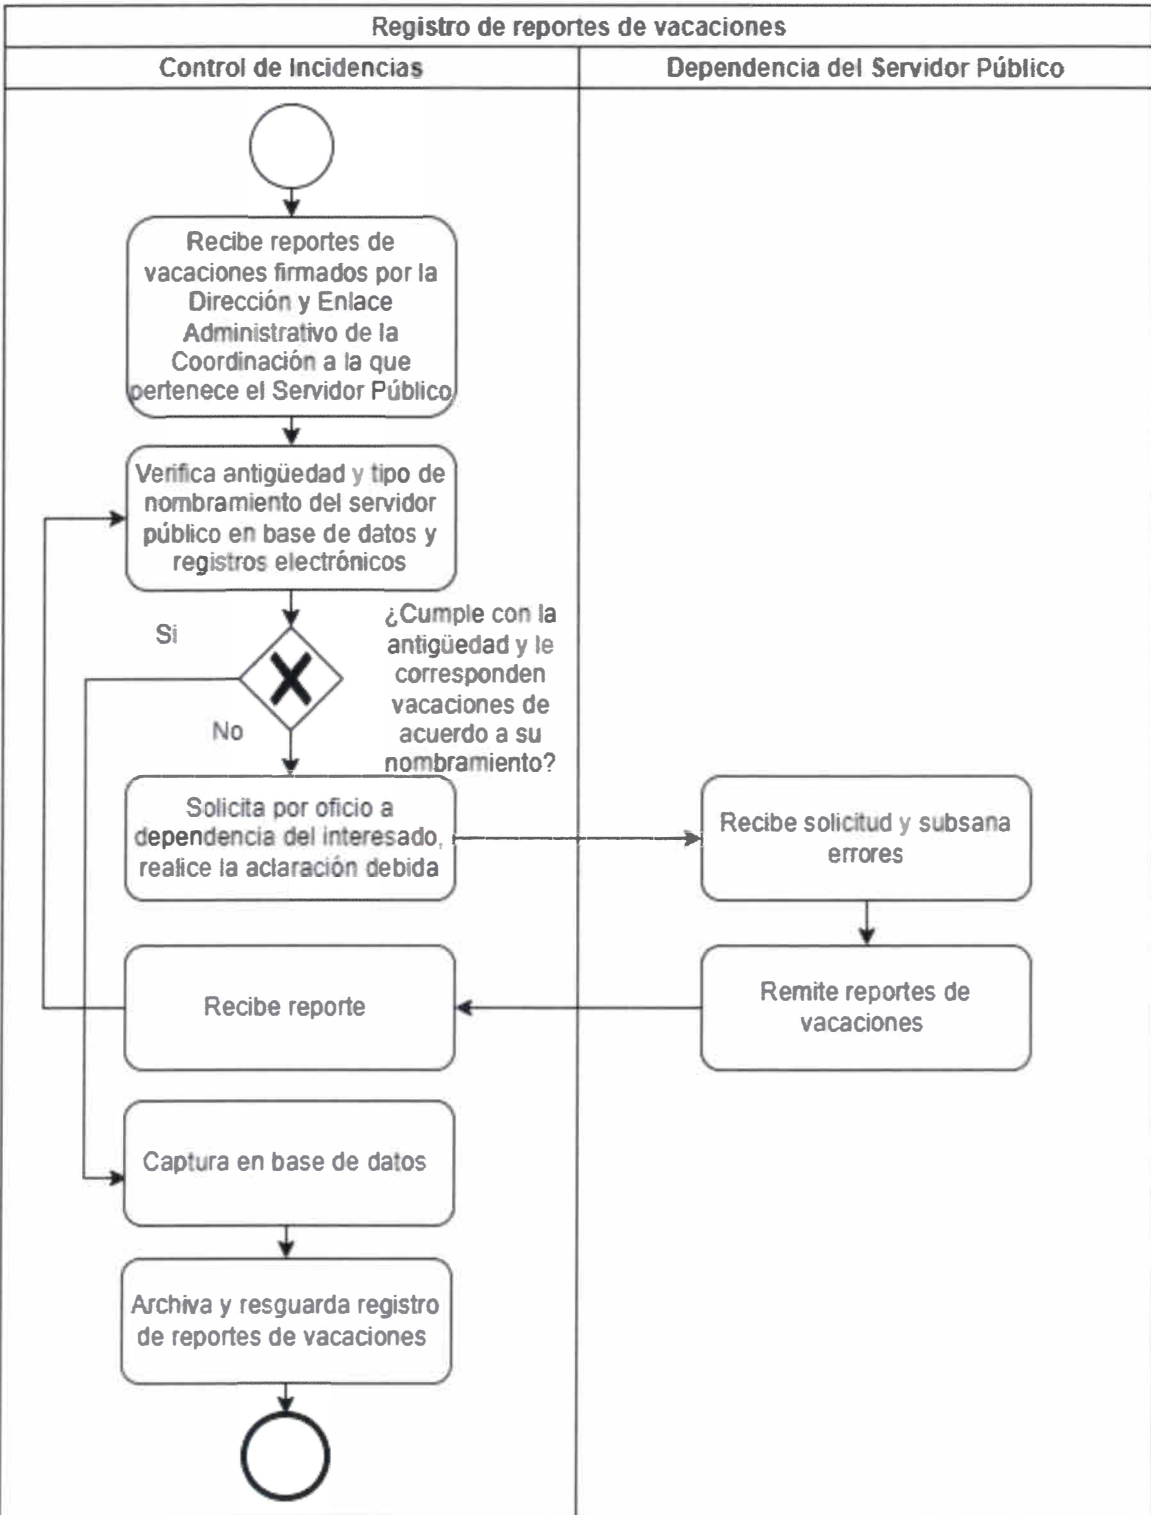 Registro de reportes de vacaciones
Control de Incidencias
Dependencia del Servidor Público
Recibe reportes de
vacaciones firmados por la
Dirección y Enlace
Administrativo de la
Coordinación a la que
pertenece el Servidor Público
Verifica antigüedad y tipo de
nombramiento del servidor
público en base de datos y
registros electrónicos
¿Cumple con la
antigüedad y le
corresponden
vacaciones de
acuerdo a su
nombramiento?
Si
No
Solicita por oficio a
dependencia del interesado,
realice la aclaración debida
Recibe solicitud y subsana
errores
Remite reportes de
vacaciones
Recibe reporte
Captura en base de datos
Archiva y resguarda registro
de reportes de vacaciones